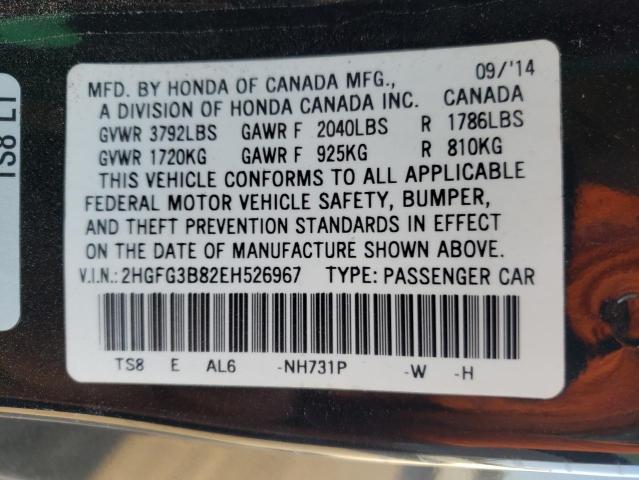 MFD. BY HONDA OF CANADA MFG., 09/'14
A DIVISION OF HONDA CANADA INC. CANADA
GVWR 3792LBS GAWR F 2040LBS R 1786LBS
GVWR 1720KG GAWR F 925KG R 810KG
THIS VEHICLE CONFORMS TO ALL APPLICABLE
FEDERAL MOTOR VEHICLE SAFETY, BUMPER,
AND THEFT PREVENTION STANDARDS IN EFFECT
ON THE DATE OF MANUFACTURE SHOWN ABOVE.
V.I.N.: 2HGFG3B82EH526967 TYPE: PASSENGER CAR
TS8 E AL6 -NH731P -W -H
TS8 L1